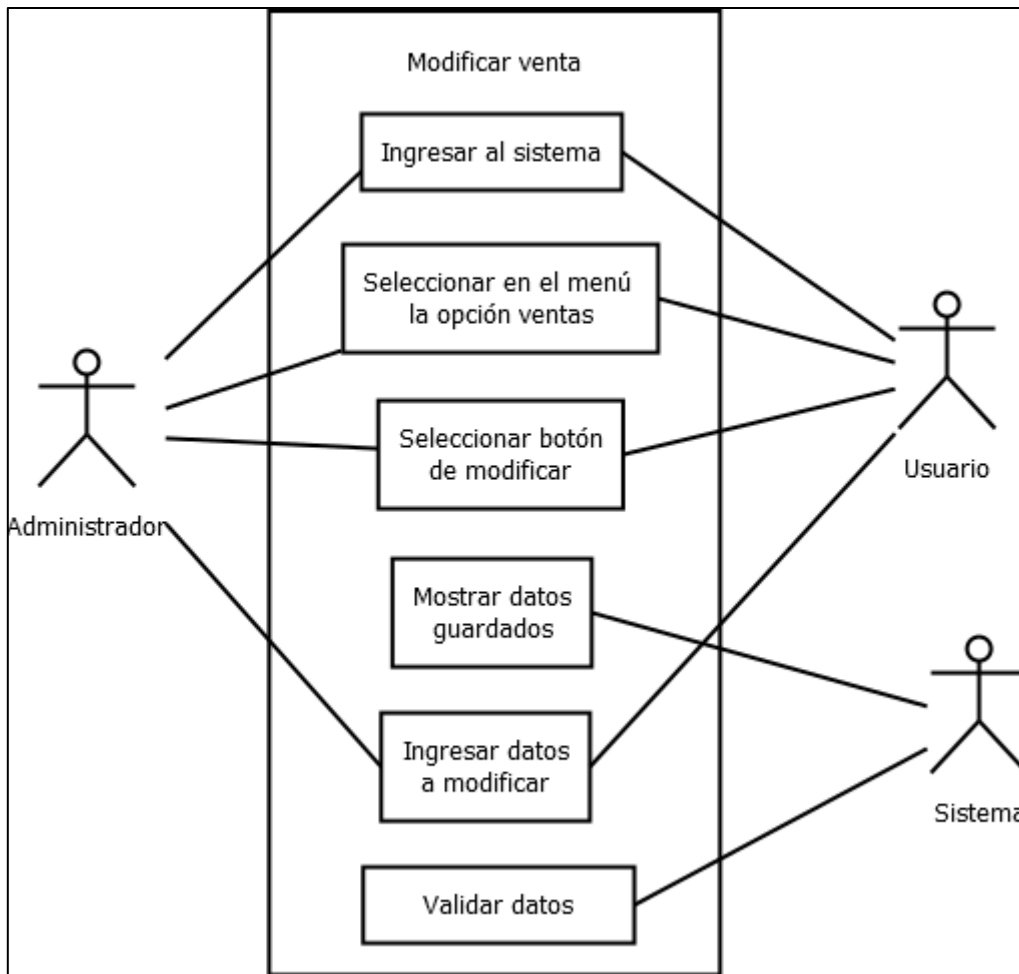 Modificar venta
Ingresar al sistema
Seleccionar en el menú
la opción ventas
Seleccionar botón
de modificar
Usuario
Administrador
Mostrar datos
guardados
Ingresar datos
a modificar
Sistema
Validar datos